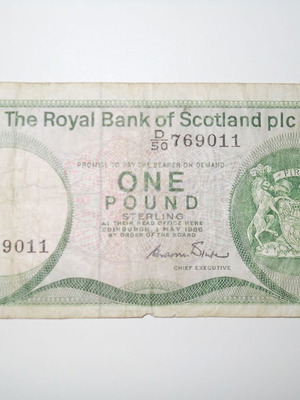 The Royal Bank of Scotland plc
D/50 769011
PROMISE TO PAY THE BEARER ON DEMAND
ONE
POUND
STERLING
AT THEIR HEAD OFFICE HERE
EDINBURGH, 1 MAY 1986
BY ORDER OF THE BOARD
9011
CHIEF EXECUTIVE